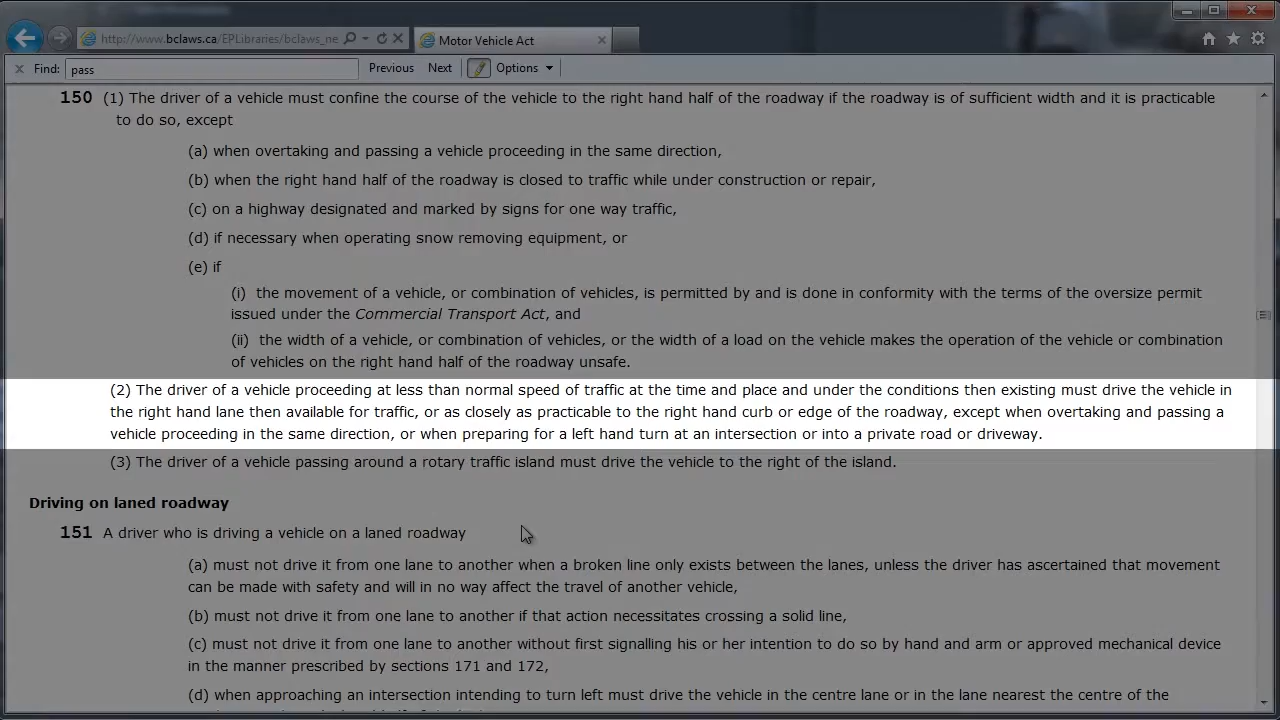 http://www.bclaws.ca/EPLibraries/bclaws_ne
Motor Vehicle Act
Find: pass Previous Next Options
150 (1) The driver of a vehicle must confine the course of the vehicle to the right hand half of the roadway if the roadway is of sufficient width and it is practicable
to do so, except
(a) when overtaking and passing a vehicle proceeding in the same direction,
(b) when the right hand half of the roadway is closed to traffic while under construction or repair,
(c) on a highway designated and marked by signs for one way traffic,
(d) if necessary when operating snow removing equipment, or
(e) if
(i) the movement of a vehicle, or combination of vehicles, is permitted by and is done in conformity with the terms of the oversize permit
issued under the Commercial Transport Act, and
(ii) the width of a vehicle, or combination of vehicles, or the width of a load on the vehicle makes the operation of the vehicle or combination
of vehicles on the right hand half of the roadway unsafe.
(2) The driver of a vehicle proceeding at less than normal speed of traffic at the time and place and under the conditions then existing must drive the vehicle in
the right hand lane then available for traffic, or as closely as practicable to the right hand curb or edge of the roadway, except when overtaking and passing a
vehicle proceeding in the same direction, or when preparing for a left hand turn at an intersection or into a private road or driveway.
(3) The driver of a vehicle passing around a rotary traffic island must drive the vehicle to the right of the island.
Driving on laned roadway
151 A driver who is driving a vehicle on a laned roadway
(a) must not drive it from one lane to another when a broken line only exists between the lanes, unless the driver has ascertained that movement
can be made with safety and will in no way affect the travel of another vehicle,
(b) must not drive it from one lane to another if that action necessitates crossing a solid line,
(c) must not drive it from one lane to another without first signalling his or her intention to do so by hand and arm or approved mechanical device
in the manner prescribed by sections 171 and 172,
(d) when approaching an intersection intending to turn left must drive the vehicle in the centre lane or in the lane nearest the centre of the